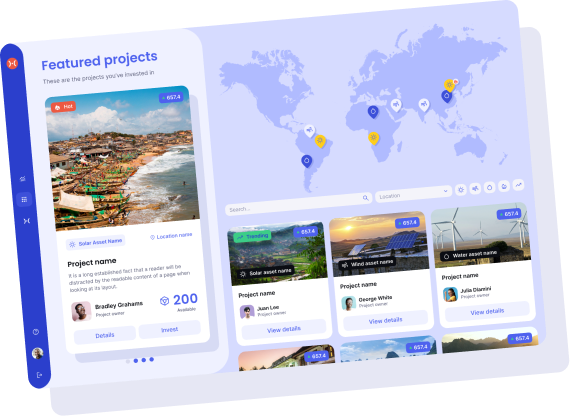 Featured projects
These are the projects you've invested in
Hot
657.4
Solar Asset Name
Location name
Project name
It is a long established fact that a reader will be
distracted by the readable content of a page when
looking at its layout.
Bradley Grahams
Project owner
200
Available
Details
Invest
Search...
Location
Trending
657.4
Solar asset name
Project name
Juan Lee
Project owner
View details
657.4
Wind asset name
Project name
George White
Project owner
View details
657.4
Water asset name
Project name
Julia Diamini
Project owner
View details
657.4
657.4
657.4